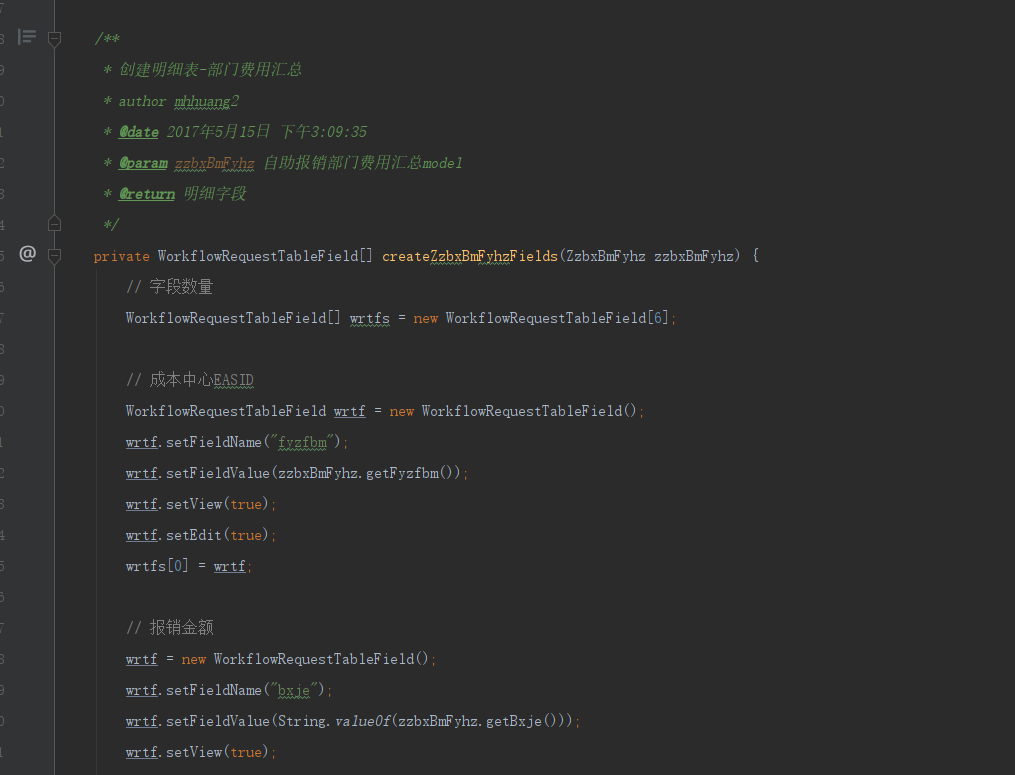 /**
* 创建明细表-部门费用汇总
* author mhhuang2
* @date 2017年5月15日 下午3:09:35
* @param zzbxBmFyhz 自助报销部门费用汇总model
* @return 明细字段
*/
@ private WorkflowRequestTableField[] createZzbxBmFyhzFields(ZzbxBmFyhz zzbxBmFyhz) {
// 字段数量
WorkflowRequestTableField[] wrtfs = new WorkflowRequestTableField[6];
// 成本中心EASID
WorkflowRequestTableField wrtf = new WorkflowRequestTableField();
wrtf.setFieldName("fyzfbm");
wrtf.setFieldValue(zzbxBmFyhz.getFyzfbm());
wrtf.setView(true);
wrtf.setEdit(true);
wrtfs[0] = wrtf;
// 报销金额
wrtf = new WorkflowRequestTableField();
wrtf.setFieldName("bxje");
wrtf.setFieldValue(String.valueOf(zzbxBmFyhz.getBxje()));
wrtf.setView(true);